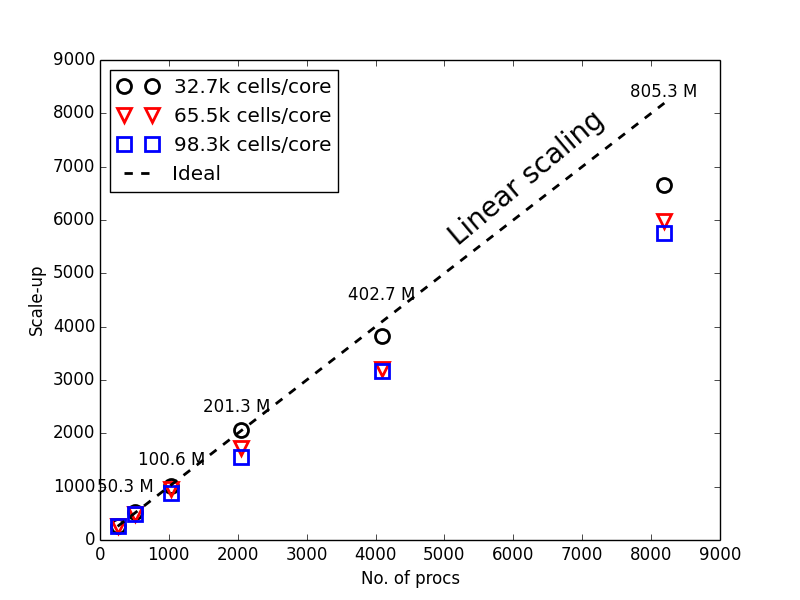 9000
8000
7000
6000
5000
4000
3000
2000
1000
0
Scale-up
32.7k cells/core
65.5k cells/core
98.3k cells/core
Ideal
805.3 M
Linear scaling
402.7 M
201.3 M
100.6 M
50.3 M
0 1000 2000 3000 4000 5000 6000 7000 8000 9000
No. of procs